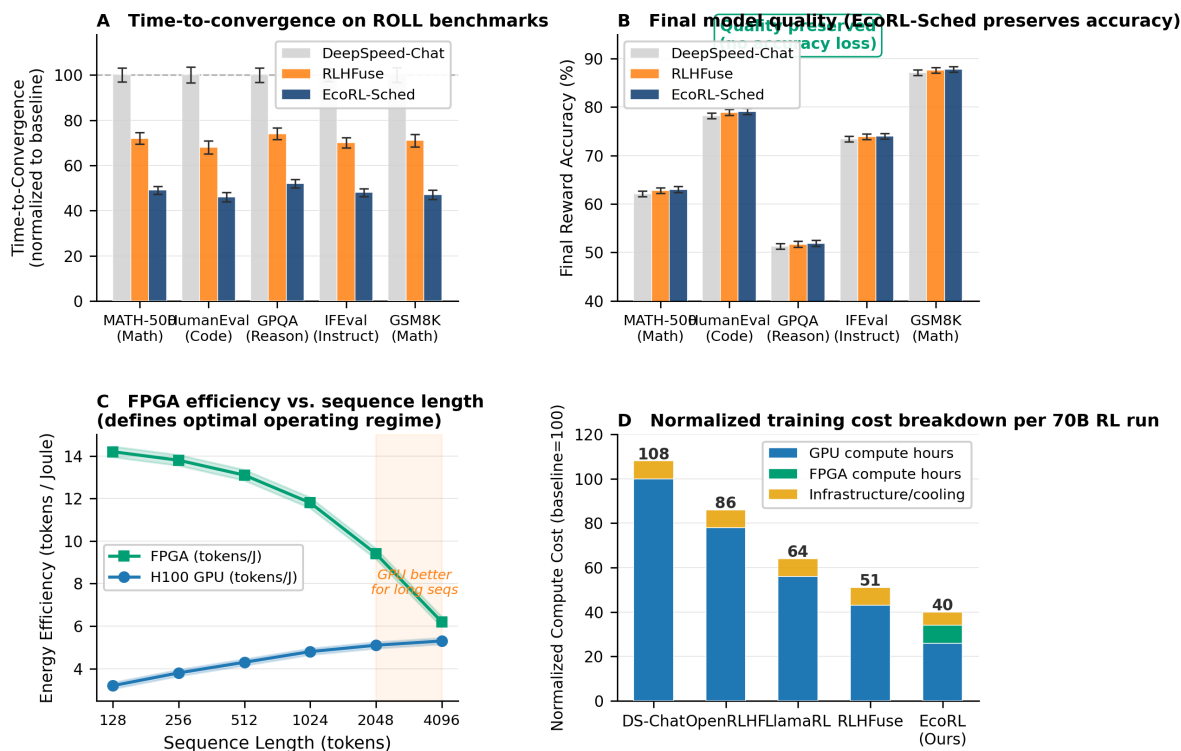 A Time-to-convergence on ROLL benchmarks
Time-to-Convergence
(normalized to baseline)
100
80
60
40
20
0
DeepSpeed-Chat
RLHFuse
EcoRL-Sched
MATH-500
(Math)
HumanEval
(Code)
GPQA
(Reason)
IFEval
(Instruct)
GSM8K
(Math)
B Final model quality (EcoRL-Sched preserves accuracy)
Quality preserved
(no accuracy loss)
Final Reward Accuracy (%)
90
80
70
60
50
40
DeepSpeed-Chat
RLHFuse
EcoRL-Sched
MATH-500
(Math)
HumanEval
(Code)
GPQA
(Reason)
IFEval
(Instruct)
GSM8K
(Math)
C FPGA efficiency vs. sequence length
(defines optimal operating regime)
Energy Efficiency (tokens / Joule)
14
12
10
8
6
4
FPGA (tokens/J)
H100 GPU (tokens/J)
GPU better
for long seqs
128
256
512
1024
2048
4096
Sequence Length (tokens)
D Normalized training cost breakdown per 70B RL run
Normalized Compute Cost (baseline=100)
120
100
80
60
40
20
0
GPU compute hours
FPGA compute hours
Infrastructure/cooling
108
86
64
51
40
DS-Chat
OpenRLHF
LlamaRL
RLHFuse
EcoRL
(Ours)